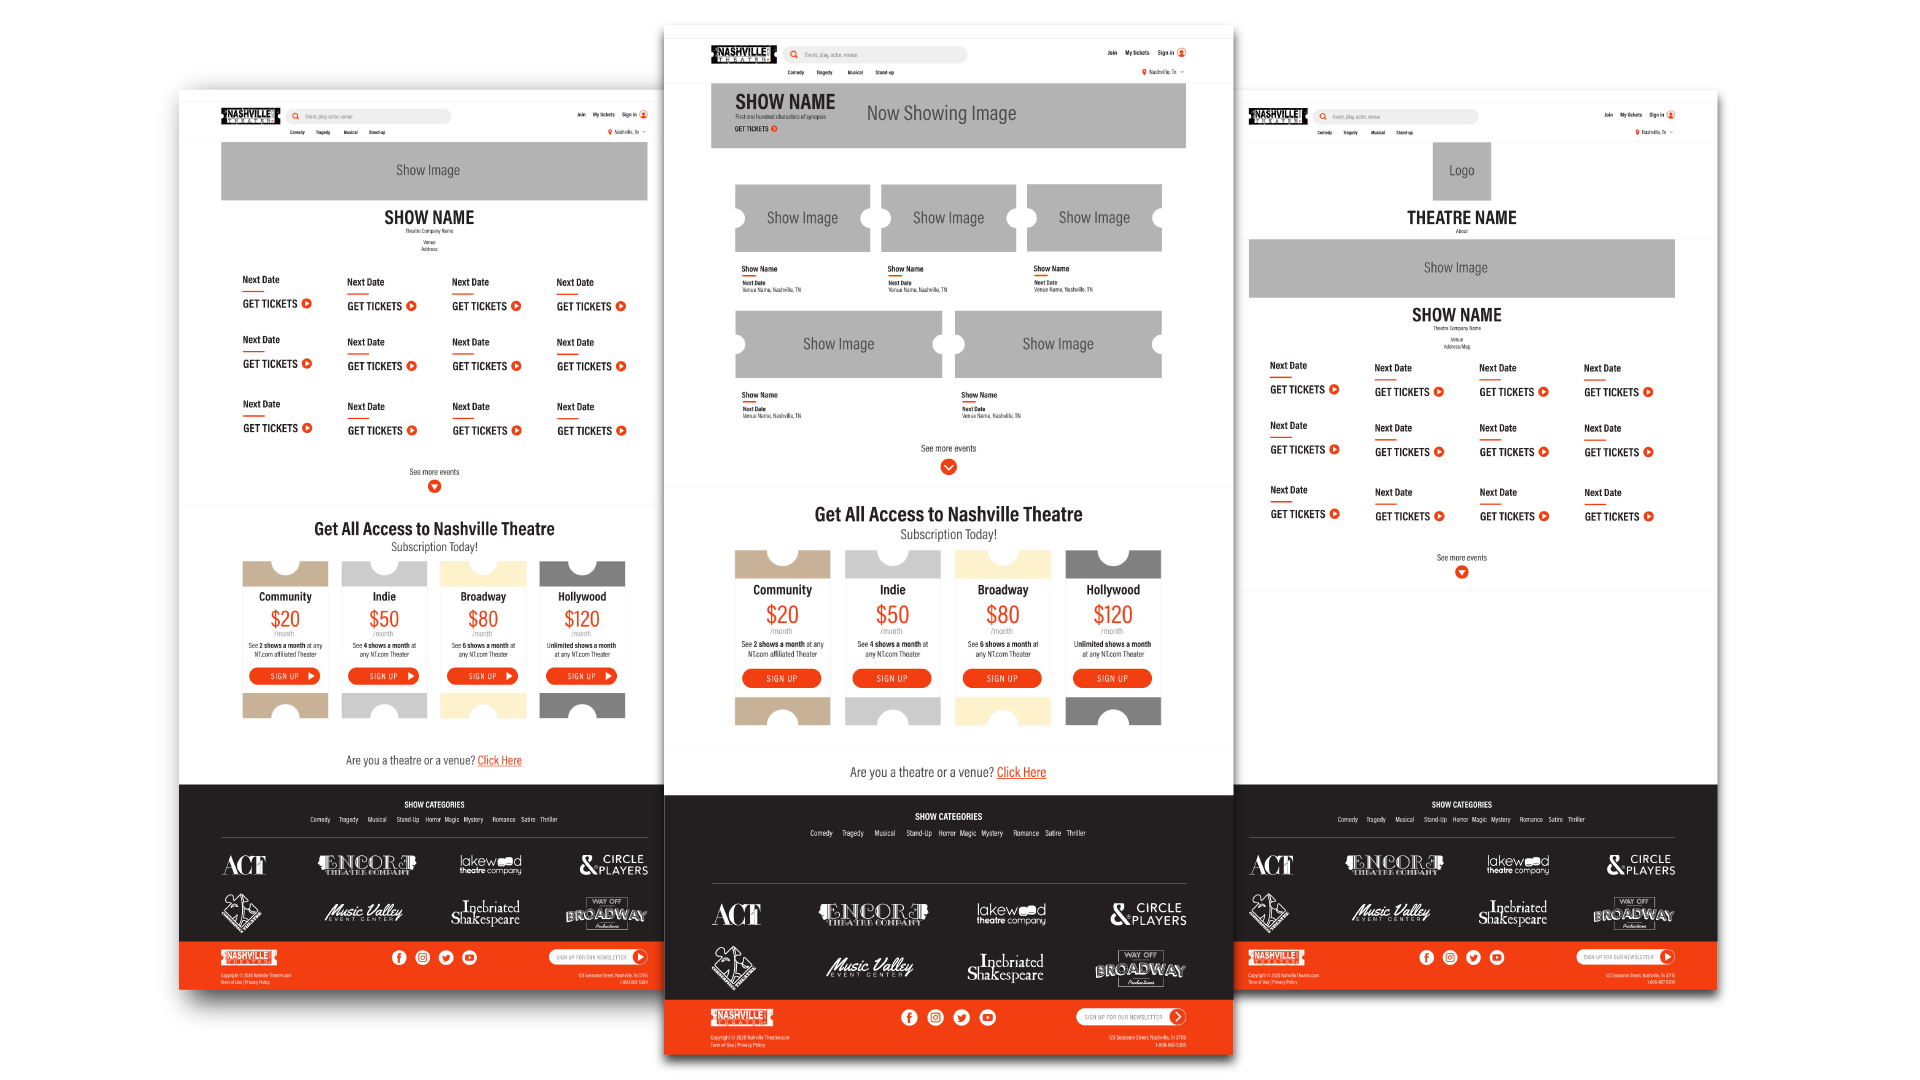 NASHVILLE
THEATRE
Event, play, actor, venue
Join My tickets Sign in
Comedy Tragedy Musical Stand-up
Nashville, Tn
Show Image
SHOW NAME
Theatre Company Name
Venue
Address
Next Date Next Date Next Date Next Date
GET TICKETS GET TICKETS GET TICKETS GET TICKETS
Next Date Next Date Next Date Next Date
GET TICKETS GET TICKETS GET TICKETS GET TICKETS
Next Date Next Date Next Date Next Date
GET TICKETS GET TICKETS GET TICKETS GET TICKETS
See more events
Get All Access to Nashville Theatre
Subscription Today!
Community Indie Broadway Hollywood
$20 $50 $80 $120
/month /month /month /month
See 2 shows a month at any See 4 shows a month at See 6 shows a month at Unlimited shows a month
NT.com affiliated Theater any NT.com Theater any NT.com Theater at any NT.com Theater
SIGN UP SIGN UP SIGN UP SIGN UP
Are you a theatre or a venue? Click Here
SHOW CATEGORIES
Comedy Tragedy Musical Stand-Up Horror Magic Mystery Romance Satire Thriller
ACT ENCORE lakewood CIRCLE
THEATRE COMPANY theatre company &PLAYERS
Music Valley Inebriated WAY OFF
EVENT CENTER Shakespeare BROADWAY
Productions
NASHVILLE
THEATRE
SIGN UP FOR OUR NEWSLETTER
Copyright © 2020 Nahville Theatre.com 123 Seasame Street, Nashville, Tn 37115
Term of Use | Privacy Policy 1-800-867-5309
NASHVILLE
THEATRE
Event, play, actor, venue
Join My tickets Sign in
Comedy Tragedy Musical Stand-up
Nashville, Tn
SHOW NAME
First one hundred characters of synopsis
GET TICKETS
Now Showing Image
Show Image Show Image Show Image
Show Name Show Name Show Name
Next Date Next Date Next Date
Venue Name, Nashville, TN Venue Name, Nashville, TN Venue Name, Nashville, TN
Show Image Show Image
Show Name Show Name
Next Date Next Date
Venue Name, Nashville, TN Venue Name, Nashville, TN
See more events
Get All Access to Nashville Theatre
Subscription Today!
Community Indie Broadway Hollywood
$20 $50 $80 $120
/month /month /month /month
See 2 shows a month at any See 4 shows a month at See 6 shows a month at Unlimited shows a month
NT.com affiliated Theater any NT.com Theater any NT.com Theater at any NT.com Theater
SIGN UP SIGN UP SIGN UP SIGN UP
Are you a theatre or a venue? Click Here
SHOW CATEGORIES
Comedy Tragedy Musical Stand-Up Horror Magic Mystery Romance Satire Thriller
ACT ENCORE lakewood CIRCLE
THEATRE COMPANY theatre company &PLAYERS
Music Valley Inebriated WAY OFF
EVENT CENTER Shakespeare BROADWAY
Productions
NASHVILLE
THEATRE
SIGN UP FOR OUR NEWSLETTER
Copyright © 2020 Nahville Theatre.com 123 Seasame Street, Nashville, Tn 37115
Term of Use | Privacy Policy 1-800-867-5309
NASHVILLE
THEATRE
Event, play, actor, venue
Join My tickets Sign in
Comedy Tragedy Musical Stand-up
Nashville, Tn
Logo
THEATRE NAME
About
Show Image
SHOW NAME
Theatre Company Name
Venue
Address/Map
Next Date Next Date Next Date Next Date
GET TICKETS GET TICKETS GET TICKETS GET TICKETS
Next Date Next Date Next Date Next Date
GET TICKETS GET TICKETS GET TICKETS GET TICKETS
Next Date Next Date Next Date Next Date
GET TICKETS GET TICKETS GET TICKETS GET TICKETS
See more events
SHOW CATEGORIES
Comedy Tragedy Musical Stand-Up Horror Magic Mystery Romance Satire Thriller
ACT ENCORE lakewood CIRCLE
THEATRE COMPANY theatre company &PLAYERS
Music Valley Inebriated WAY OFF
EVENT CENTER Shakespeare BROADWAY
Productions
NASHVILLE
THEATRE
SIGN UP FOR OUR NEWSLETTER
Copyright © 2020 Nahville Theatre.com 123 Seasame Street, Nashville, Tn 37115
Term of Use | Privacy Policy 1-800-867-5309